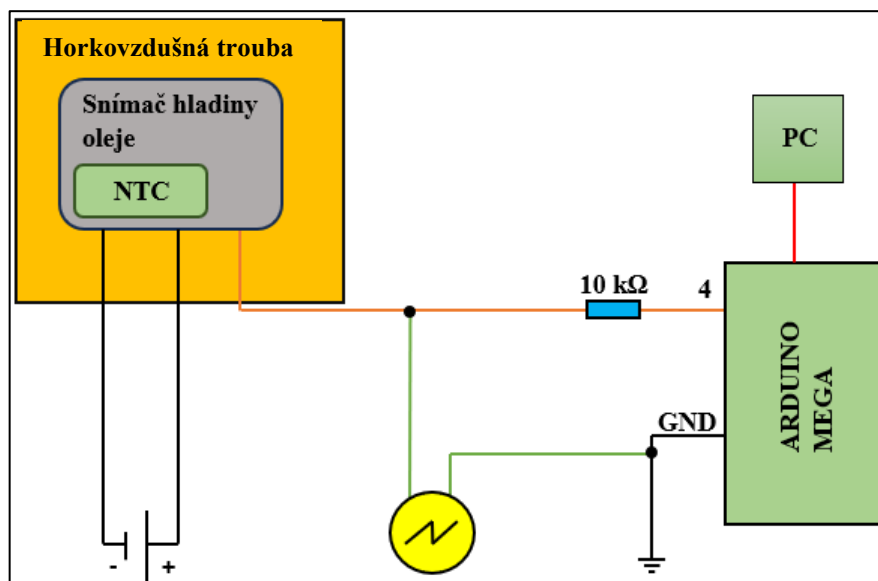 Horkovzdušná trouba
Snímač hladiny
oleje
NTC
PC
10 kΩ
4
GND
ARDUINO
MEGA
- +